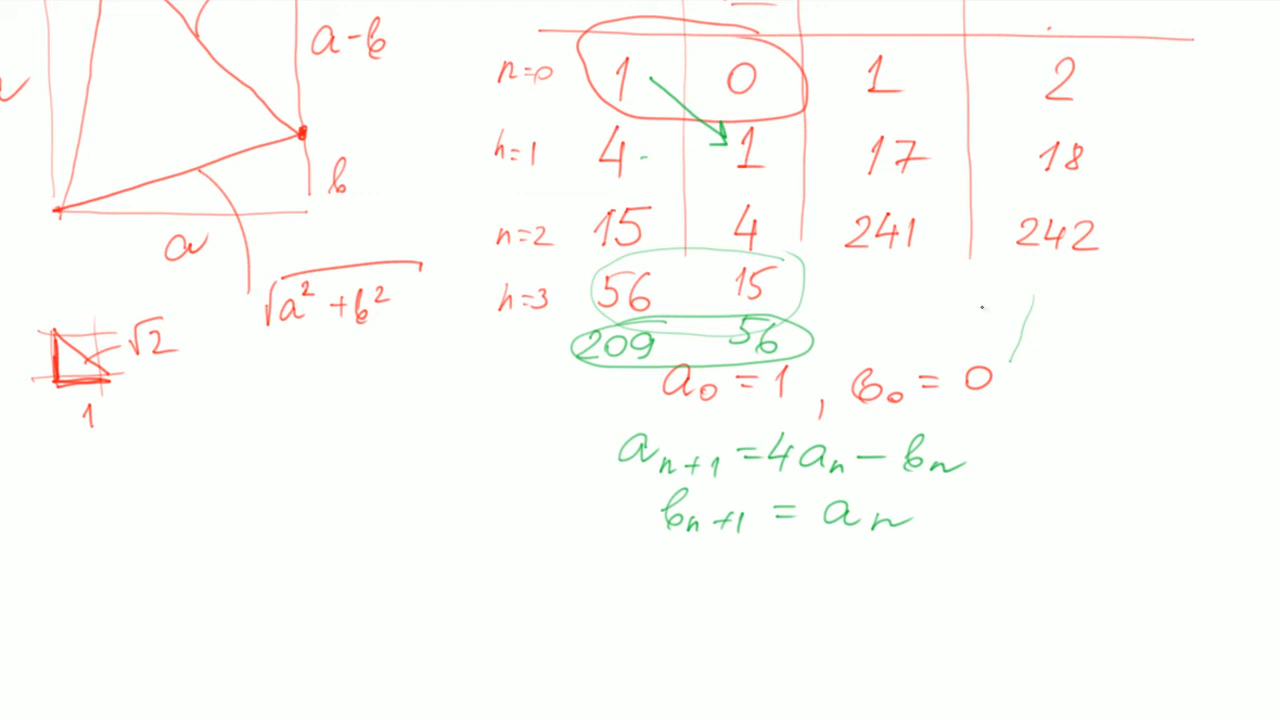 a-b
b
a
√a² + b²
√2
1
n=0 1 0 1 2
n=1 4 1 17 18
n=2 15 4 241 242
n=3 56 15
209 56
a₀ = 1, b₀ = 0
aₙ₊₁ = 4aₙ - bₙ
bₙ₊₁ = aₙ